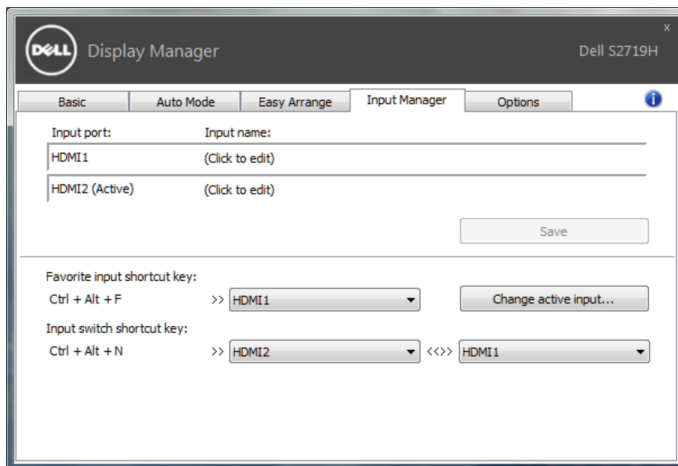 DELL Display Manager Dell S2719H x
Basic Auto Mode Easy Arrange Input Manager Options i
Input port: Input name:
HDMI1 (Click to edit)
HDMI2 (Active) (Click to edit)
Save
Favorite input shortcut key:
Ctrl + Alt + F >> HDMI1 Change active input...
Input switch shortcut key:
Ctrl + Alt + N >> HDMI2 <<>> HDMI1